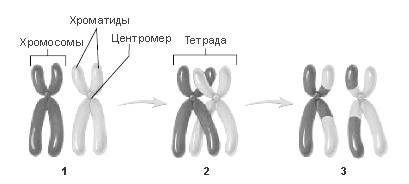 Хроматиды
Хромосомы
Центромер
Тетрада
1
2
3